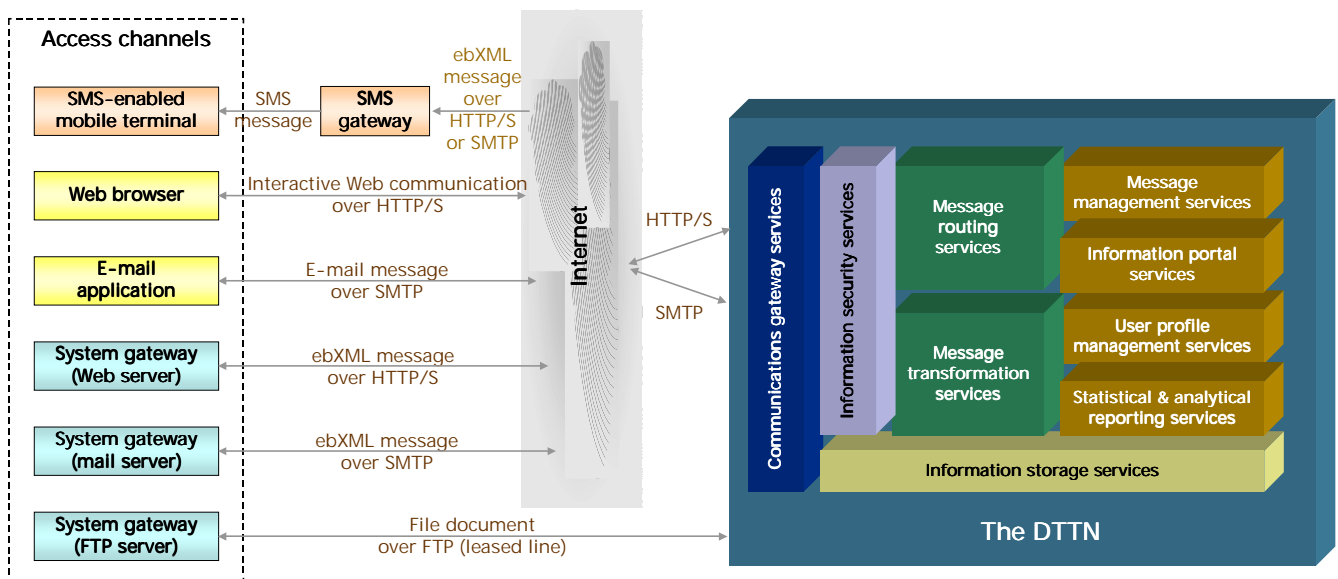 Access channels
SMS-enabled
mobile terminal
SMS
message
SMS
gateway
ebXML
message
over
HTTP/S
or SMTP
Web browser
Interactive Web communication
over HTTP/S
E-mail
application
E-mail message
over SMTP
System gateway
(Web server)
ebXML message
over HTTP/S
System gateway
(mail server)
ebXML message
over SMTP
System gateway
(FTP server)
File document
over FTP (leased line)
Internet
HTTP/S
SMTP
Communications gateway services
Information security services
Message
routing
services
Message
transformation
services
Message
management services
Information portal
services
User profile
management services
Statistical & analytical
reporting services
Information storage services
The DTTN